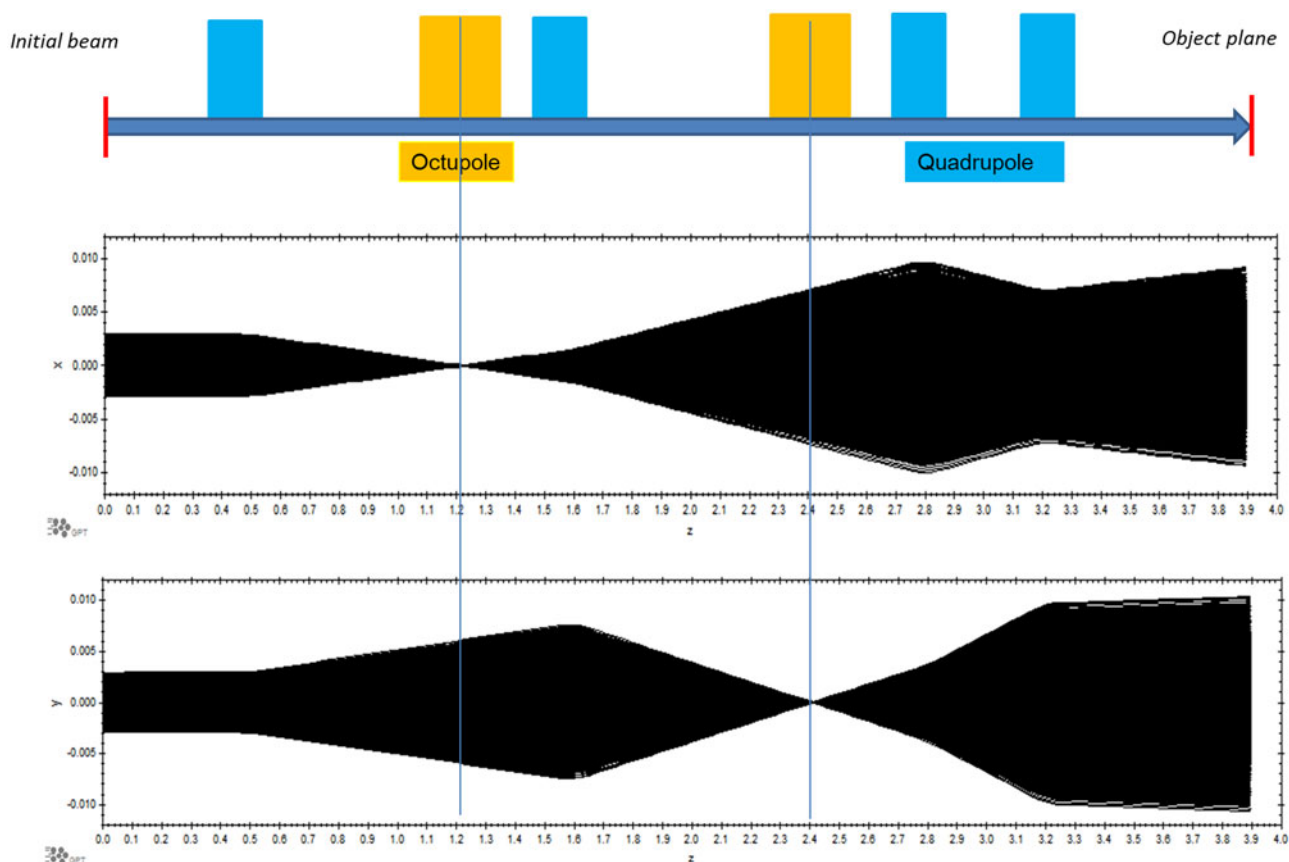 Initial beam
Object plane
Octupole
Quadrupole
0.010
0.005
0.000
-0.005
-0.010
x
0.0 0.1 0.2 0.3 0.4 0.5 0.6 0.7 0.8 0.9 1.0 1.1 1.2 1.3 1.4 1.5 1.6 1.7 1.8 1.9 2.0 2.1 2.2 2.3 2.4 2.5 2.6 2.7 2.8 2.9 3.0 3.1 3.2 3.3 3.4 3.5 3.6 3.7 3.8 3.9 4.0
z
GPT
0.010
0.005
0.000
-0.005
-0.010
y
0.0 0.1 0.2 0.3 0.4 0.5 0.6 0.7 0.8 0.9 1.0 1.1 1.2 1.3 1.4 1.5 1.6 1.7 1.8 1.9 2.0 2.1 2.2 2.3 2.4 2.5 2.6 2.7 2.8 2.9 3.0 3.1 3.2 3.3 3.4 3.5 3.6 3.7 3.8 3.9 4.0
z
GPT